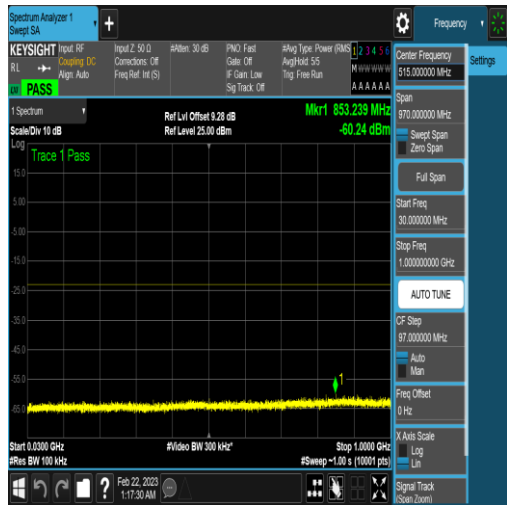 Spectrum Analyzer 1
Swept SA
Frequency
KEYSIGHT
Input: RF
Coupling: DC
Align: Auto
Input Z: 50 Ω
Corrections: Off
Freq Ref: Int (S)
#Atten: 30 dB
PNO: Fast
Gate: Off
IF Gain: Low
Sig Track: Off
#Avg Type: Power (RMS
Avg|Hold: 5/5
Trig: Free Run
1 2 3 4 5 6
M W W W W W
A A A A A A
RL
PASS
1 Spectrum
Scale/Div 10 dB
Ref Lvl Offset 9.28 dB
Ref Level 25.00 dBm
Mkr1 853.239 MHz
-60.24 dBm
Log
Trace 1 Pass
15.0
5.00
-5.00
-15.0
-25.0
-35.0
-45.0
-55.0
-65.0
1
Start 0.0300 GHz
#Res BW 100 kHz
#Video BW 300 kHz*
Stop 1.0000 GHz
#Sweep ~1.00 s (10001 pts)
Feb 22, 2023
1:17:30 AM
Center Frequency
515.000000 MHz
Settings
Span
970.000000 MHz
Swept Span
Zero Span
Full Span
Start Freq
30.000000 MHz
Stop Freq
1.000000000 GHz
AUTO TUNE
CF Step
97.000000 MHz
Auto
Man
Freq Offset
0 Hz
X Axis Scale
Log
Lin
Signal Track
(Span Zoom)